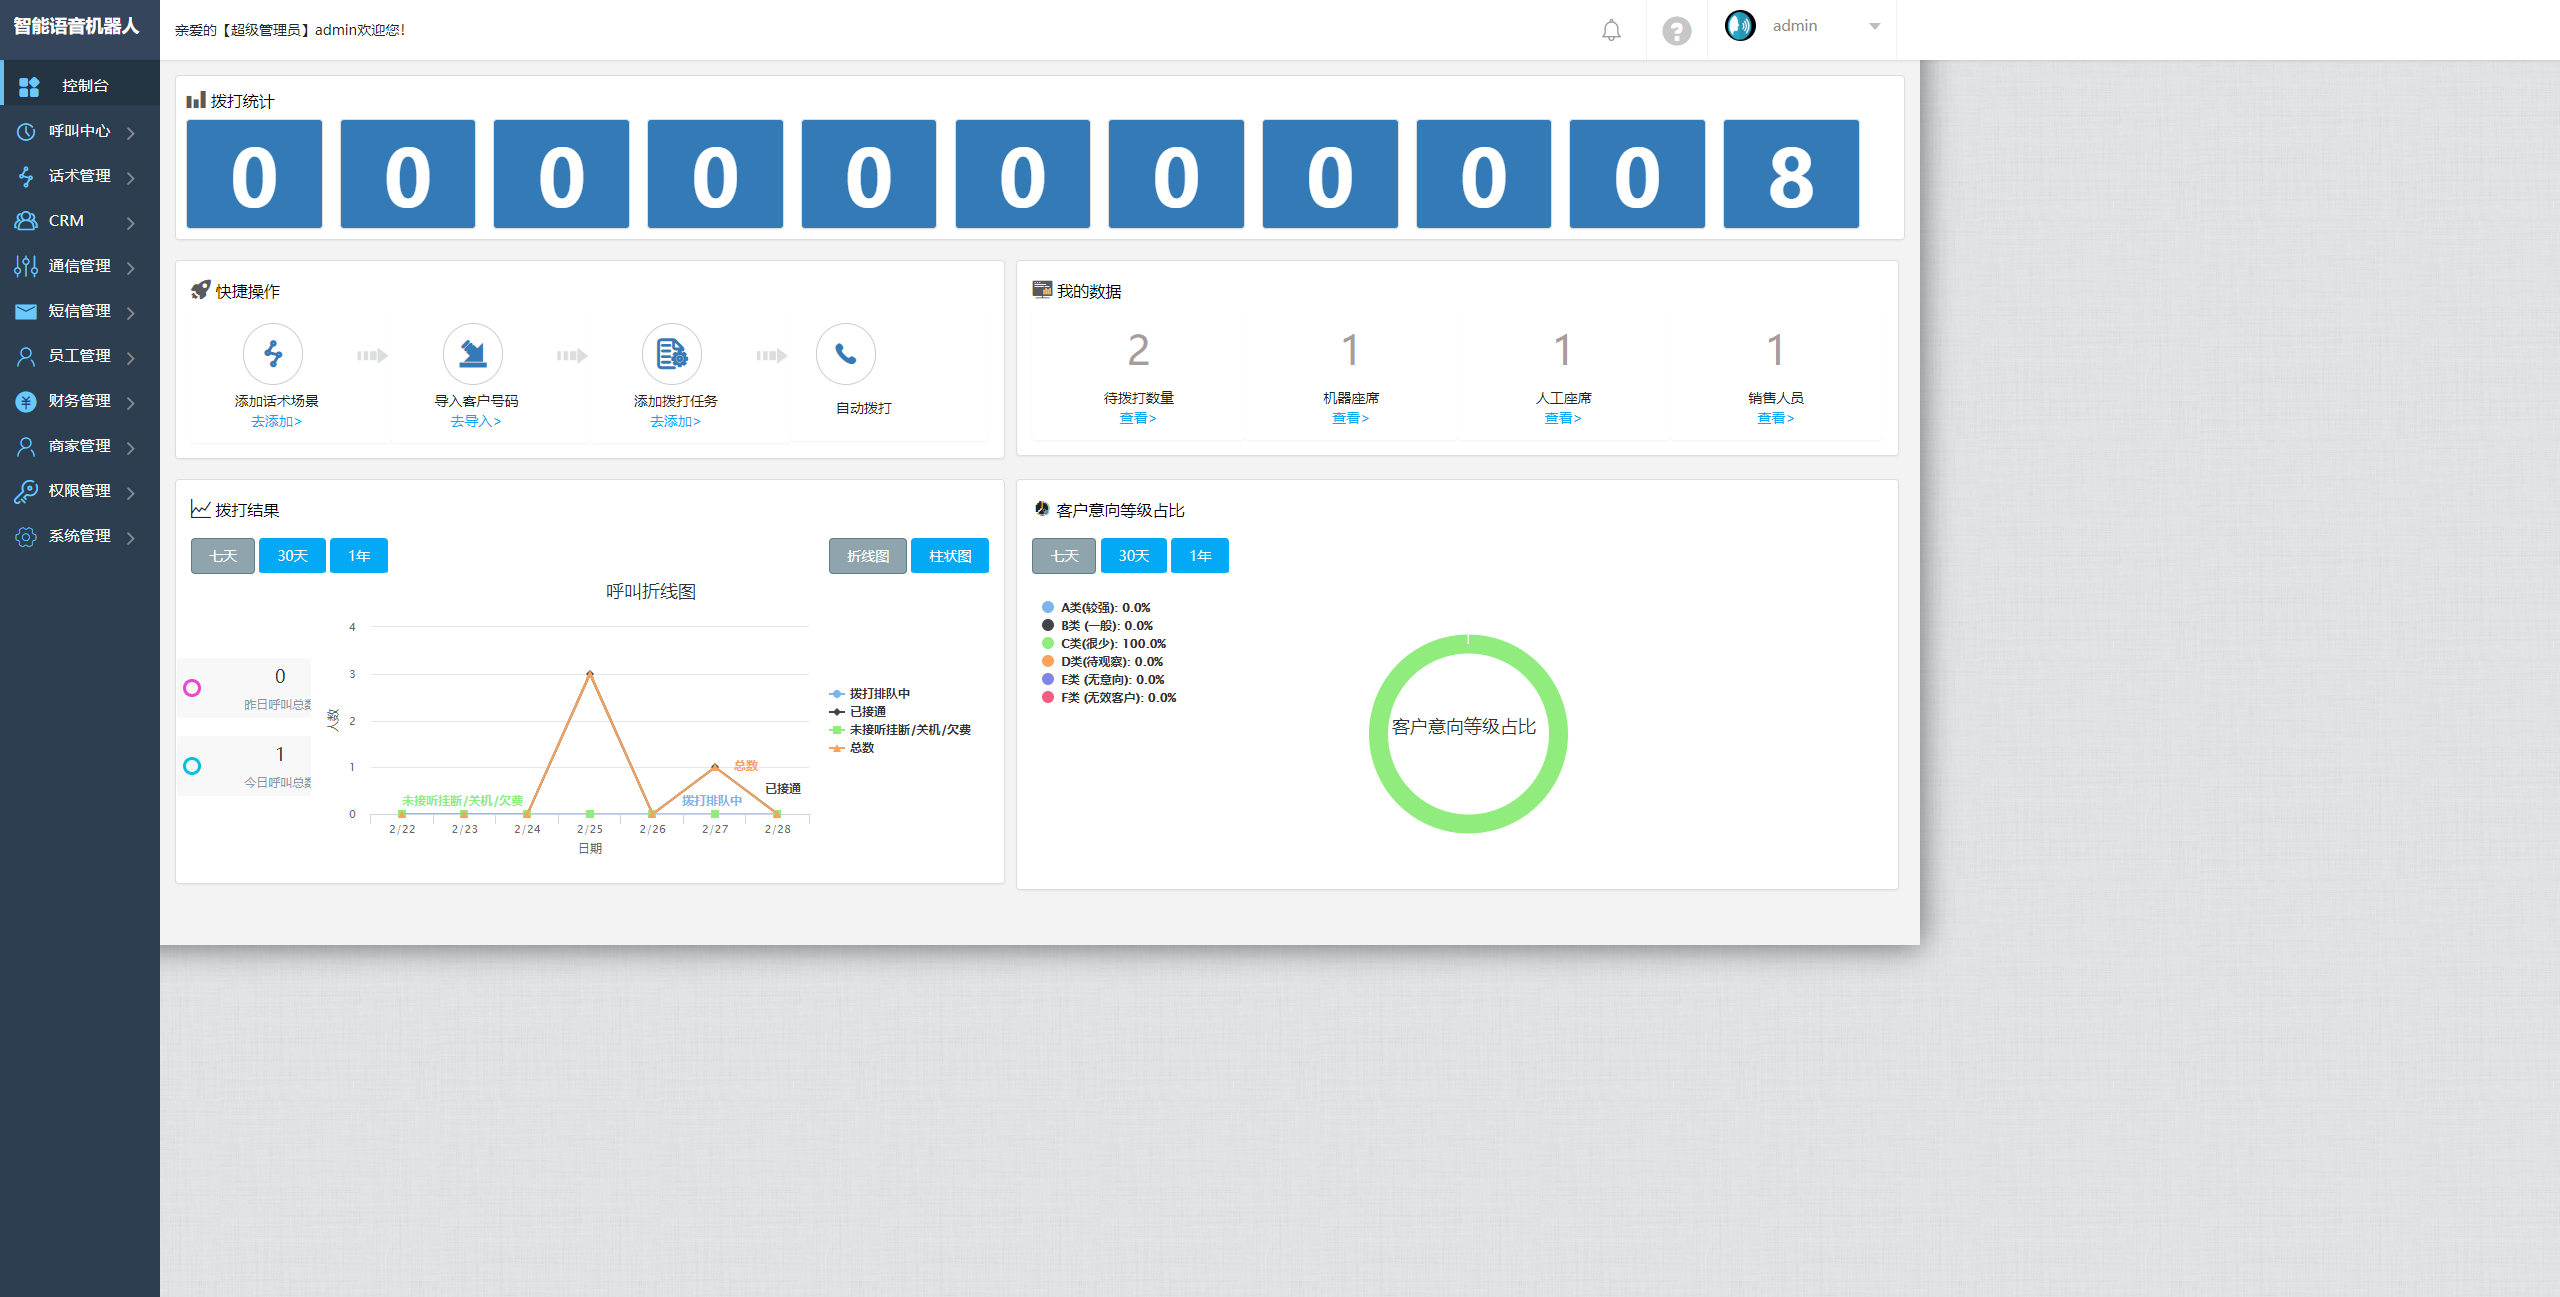 智能语音机器人
亲爱的【超级管理员】admin欢迎您!
admin
控制台
呼叫中心
话术管理
CRM
通信管理
短信管理
员工管理
财务管理
商家管理
权限管理
系统管理
拨打统计
0 0 0 0 0 0 0 0 0 0 8
快捷操作
添加话术场景
去添加>
导入客户号码
去导入>
添加拨打任务
去添加>
自动拨打
我的数据
2
待拨打数量
查看>
1
机器座席
查看>
1
人工座席
查看>
1
销售人员
查看>
拨打结果
七天 30天 1年
折线图 柱状图
呼叫折线图
0
昨日呼叫总数
1
今日呼叫总数
人数
4
3
2
1
0
未接听挂断/关机/欠费
拨打排队中
总数
已接通
2/22 2/23 2/24 2/25 2/26 2/27 2/28
日期
拨打排队中
已接通
未接听挂断/关机/欠费
总数
客户意向等级占比
七天 30天 1年
A类(较强): 0.0%
B类 (一般): 0.0%
C类(很少): 100.0%
D类(待观察): 0.0%
E类 (无意向): 0.0%
F类 (无效客户): 0.0%
客户意向等级占比